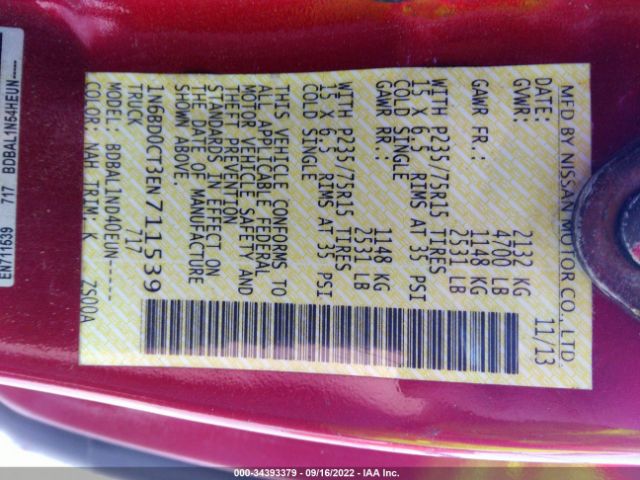 MFD BY NISSAN MOTOR CO., LTD.
DATE: 11/13
GVWR: 2132 KG
4700 LB
GAWR FR: 1148 KG
2531 LB
WITH P235/75R15 TIRES
15 X 6.5 RIMS AT 35 PSI
COLD SINGLE
GAWR RR: 1148 KG
2531 LB
WITH P235/75R15 TIRES
15 X 6.5 RIMS AT 35 PSI
COLD SINGLE
THIS VEHICLE CONFORMS TO
ALL APPLICABLE FEDERAL
MOTOR VEHICLE SAFETY AND
THEFT PREVENTION
STANDARDS IN EFFECT ON
THE DATE OF MANUFACTURE
SHOWN ABOVE.
1N6BD0CT3EN711539
TRUCK 717
MODEL: BDBAL1ND40EUN-----
COLOR: NAH TRIM: K 2500A
717 BDBAL1N54HEUN
EN711639
000-34393379 - 09/16/2022 - IAA Inc.